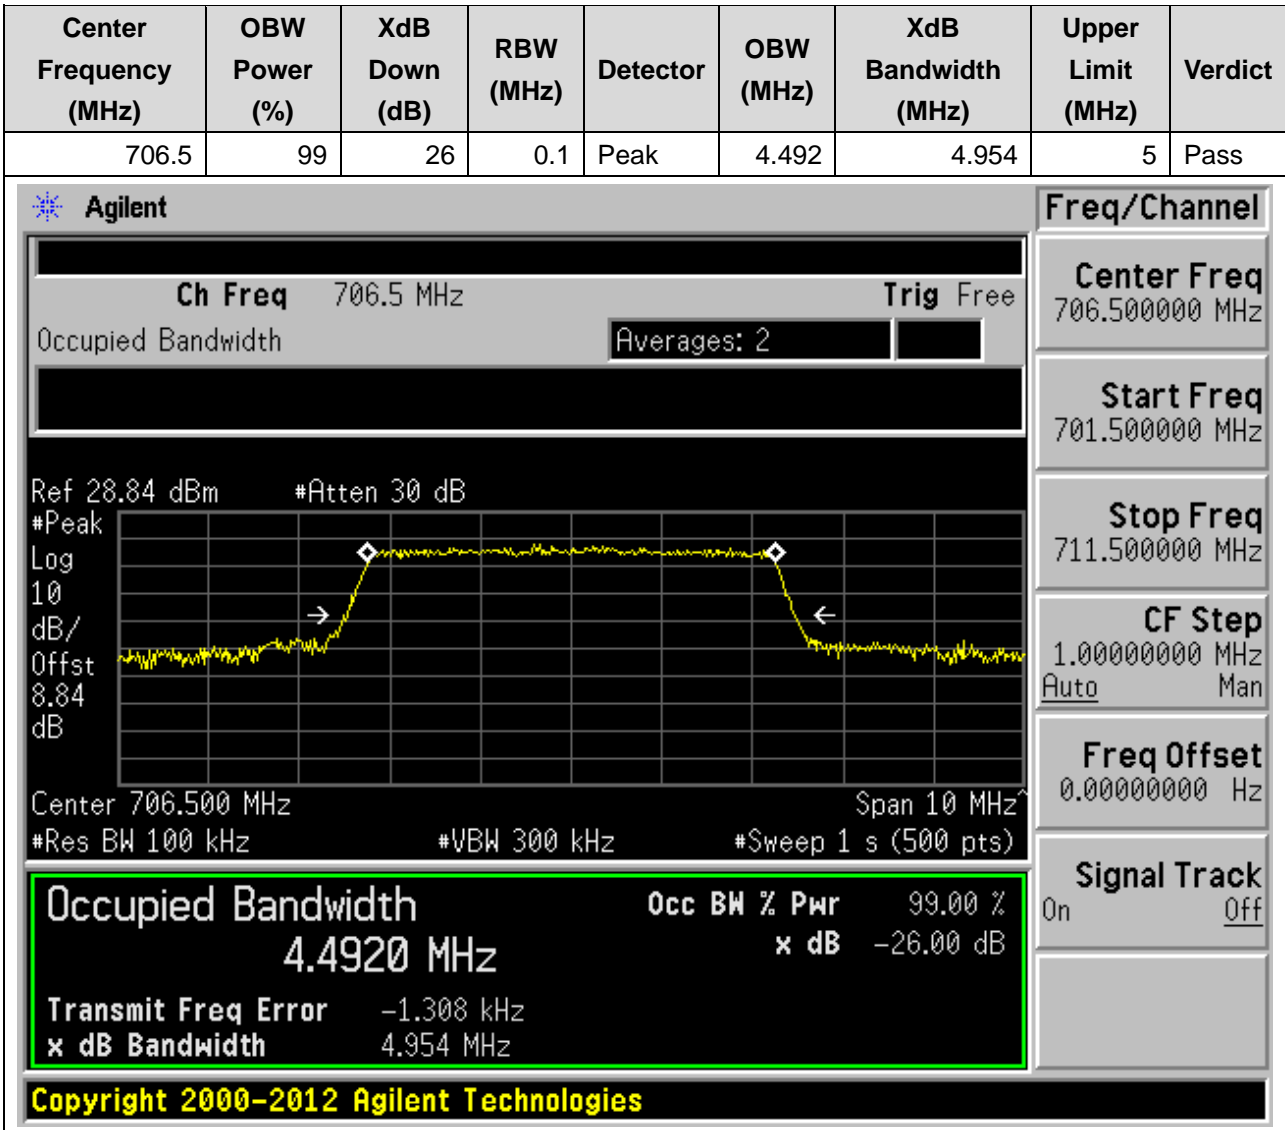 Center Frequency (MHz) OBW Power (%) XdB Down (dB) RBW (MHz) Detector OBW (MHz) XdB Bandwidth (MHz) Upper Limit (MHz) Verdict
706.5 99 26 0.1 Peak 4.492 4.954 5 Pass
Agilent
Ch Freq 706.5 MHz Trig Free
Occupied Bandwidth Averages: 2
Ref 28.84 dBm #Atten 30 dB
#Peak
Log
10
dB/
Offst
8.84
dB
Center 706.500 MHz Span 10 MHz^
#Res BW 100 kHz #VBW 300 kHz #Sweep 1 s (500 pts)
Occupied Bandwidth Occ BW % Pwr 99.00 %
4.4920 MHz x dB -26.00 dB
Transmit Freq Error -1.308 kHz
x dB Bandwidth 4.954 MHz
Copyright 2000-2012 Agilent Technologies
Freq/Channel
Center Freq
706.500000 MHz
Start Freq
701.500000 MHz
Stop Freq
711.500000 MHz
CF Step
1.00000000 MHz
Auto Man
Freq Offset
0.00000000 Hz
Signal Track
On Off